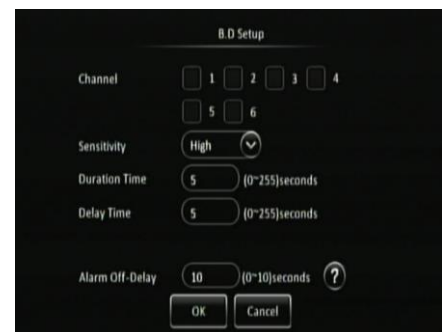 B.D Setup
Channel 1 2 3 4
5 6
Sensitivity High
Duration Time 5 (0~255)seconds
Delay Time 5 (0~255)seconds
Alarm Off-Delay 10 (0~10)seconds ?
OK Cancel